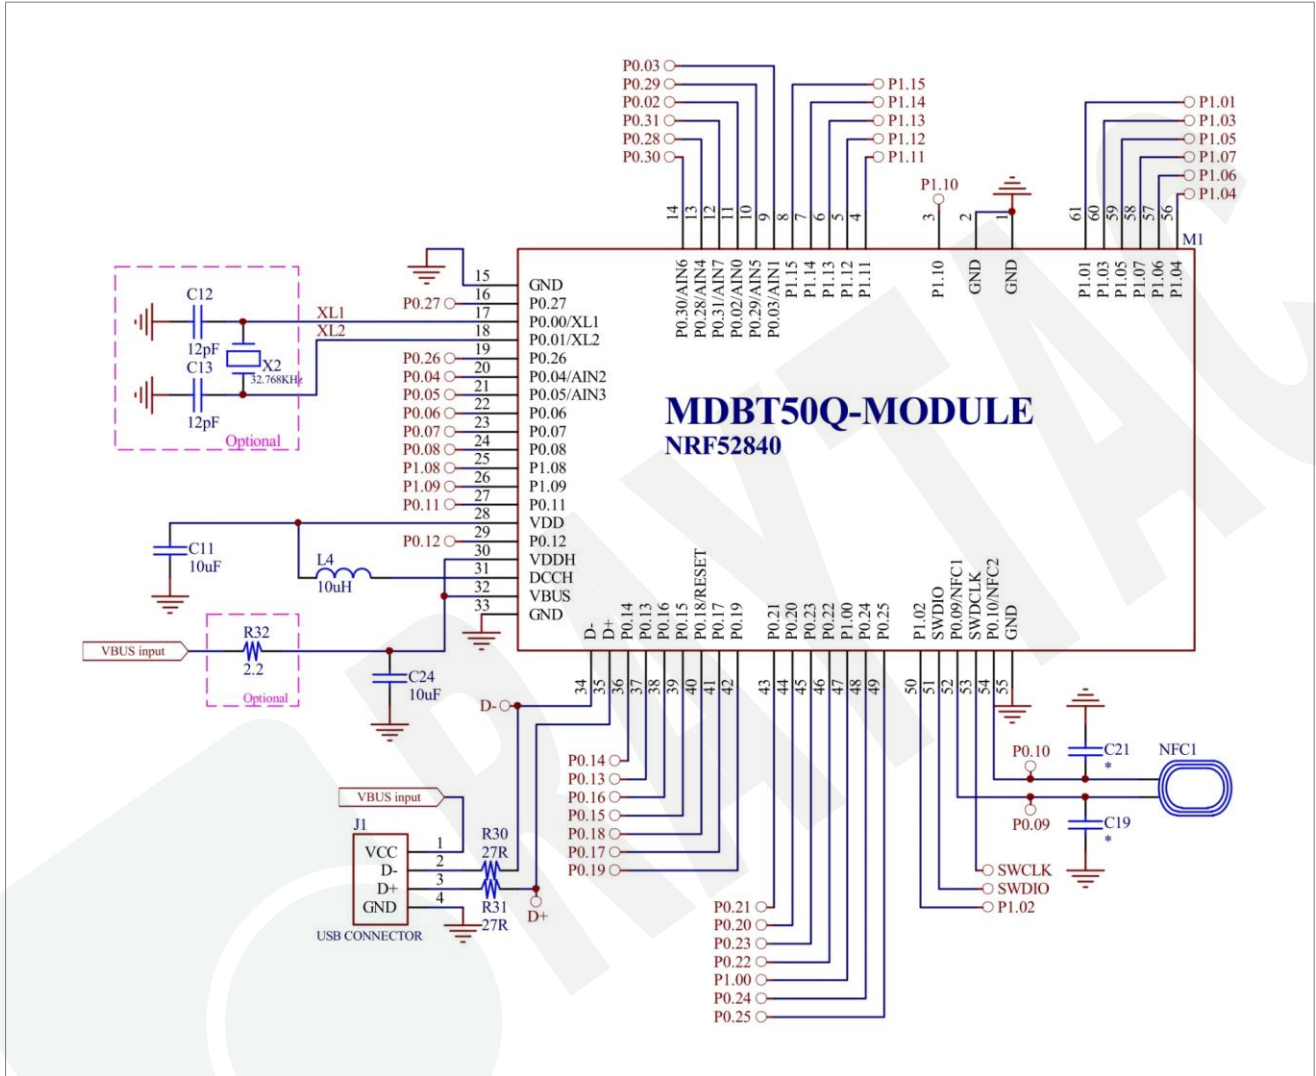 P0.03
P0.29
P0.02
P0.31
P0.28
P0.30
P1.15
P1.14
P1.13
P1.12
P1.11
P1.10
P1.01
P1.03
P1.05
P1.07
P1.06
P1.04
14 13 12 11 10 9 8 7 6 5 4 3 2 1 61 60 59 58 57 56
M1
P0.30/AIN6
P0.28/AIN4
P0.31/AIN7
P0.02/AIN0
P0.29/AIN5
P0.03/AIN1
P1.15
P1.14
P1.13
P1.12
P1.11
P1.10
GND
GND
P1.01
P1.03
P1.05
P1.07
P1.06
P1.04
15 GND
P0.27 16 P0.27
XL1 17 P0.00/XL1
XL2 18 P0.01/XL2
P0.26 19 P0.26
P0.04 20 P0.04/AIN2
P0.05 21 P0.05/AIN3
P0.06 22 P0.06
P0.07 23 P0.07
P0.08 24 P0.08
P1.08 25 P1.08
P1.09 26 P1.09
P0.11 27 P0.11
28 VDD
P0.12 29 P0.12
30 VDDH
31 DCCH
32 VBUS
33 GND
C12
12pF
X2
32.768KHz
C13
12pF
Optional
MDBT50Q-MODULE
NRF52840
C11
10uF
L4
10uH
VBUS input
R32
2.2
Optional
C24
10uF
D-
D+
P0.14
P0.13
P0.16
P0.15
P0.18/RESET
P0.17
P0.19
P0.21
P0.20
P0.23
P0.22
P1.00
P0.24
P0.25
P1.02
SWDIO
P0.09/NFC1
SWDCLK
P0.10/NFC2
GND
34 35 36 37 38 39 40 41 42 43 44 45 46 47 48 49 50 51 52 53 54 55
D-
P0.14
P0.13
P0.16
P0.15
P0.18
P0.17
P0.19
P0.10
C21
*
NFC1
P0.09
C19
*
SWCLK
SWDIO
P1.02
VBUS input
J1
VCC 1
D- 2
D+ 3
GND 4
USB CONNECTOR
R30
27R
R31
27R
D+
P0.21
P0.20
P0.23
P0.22
P1.00
P0.24
P0.25
RAYTAC